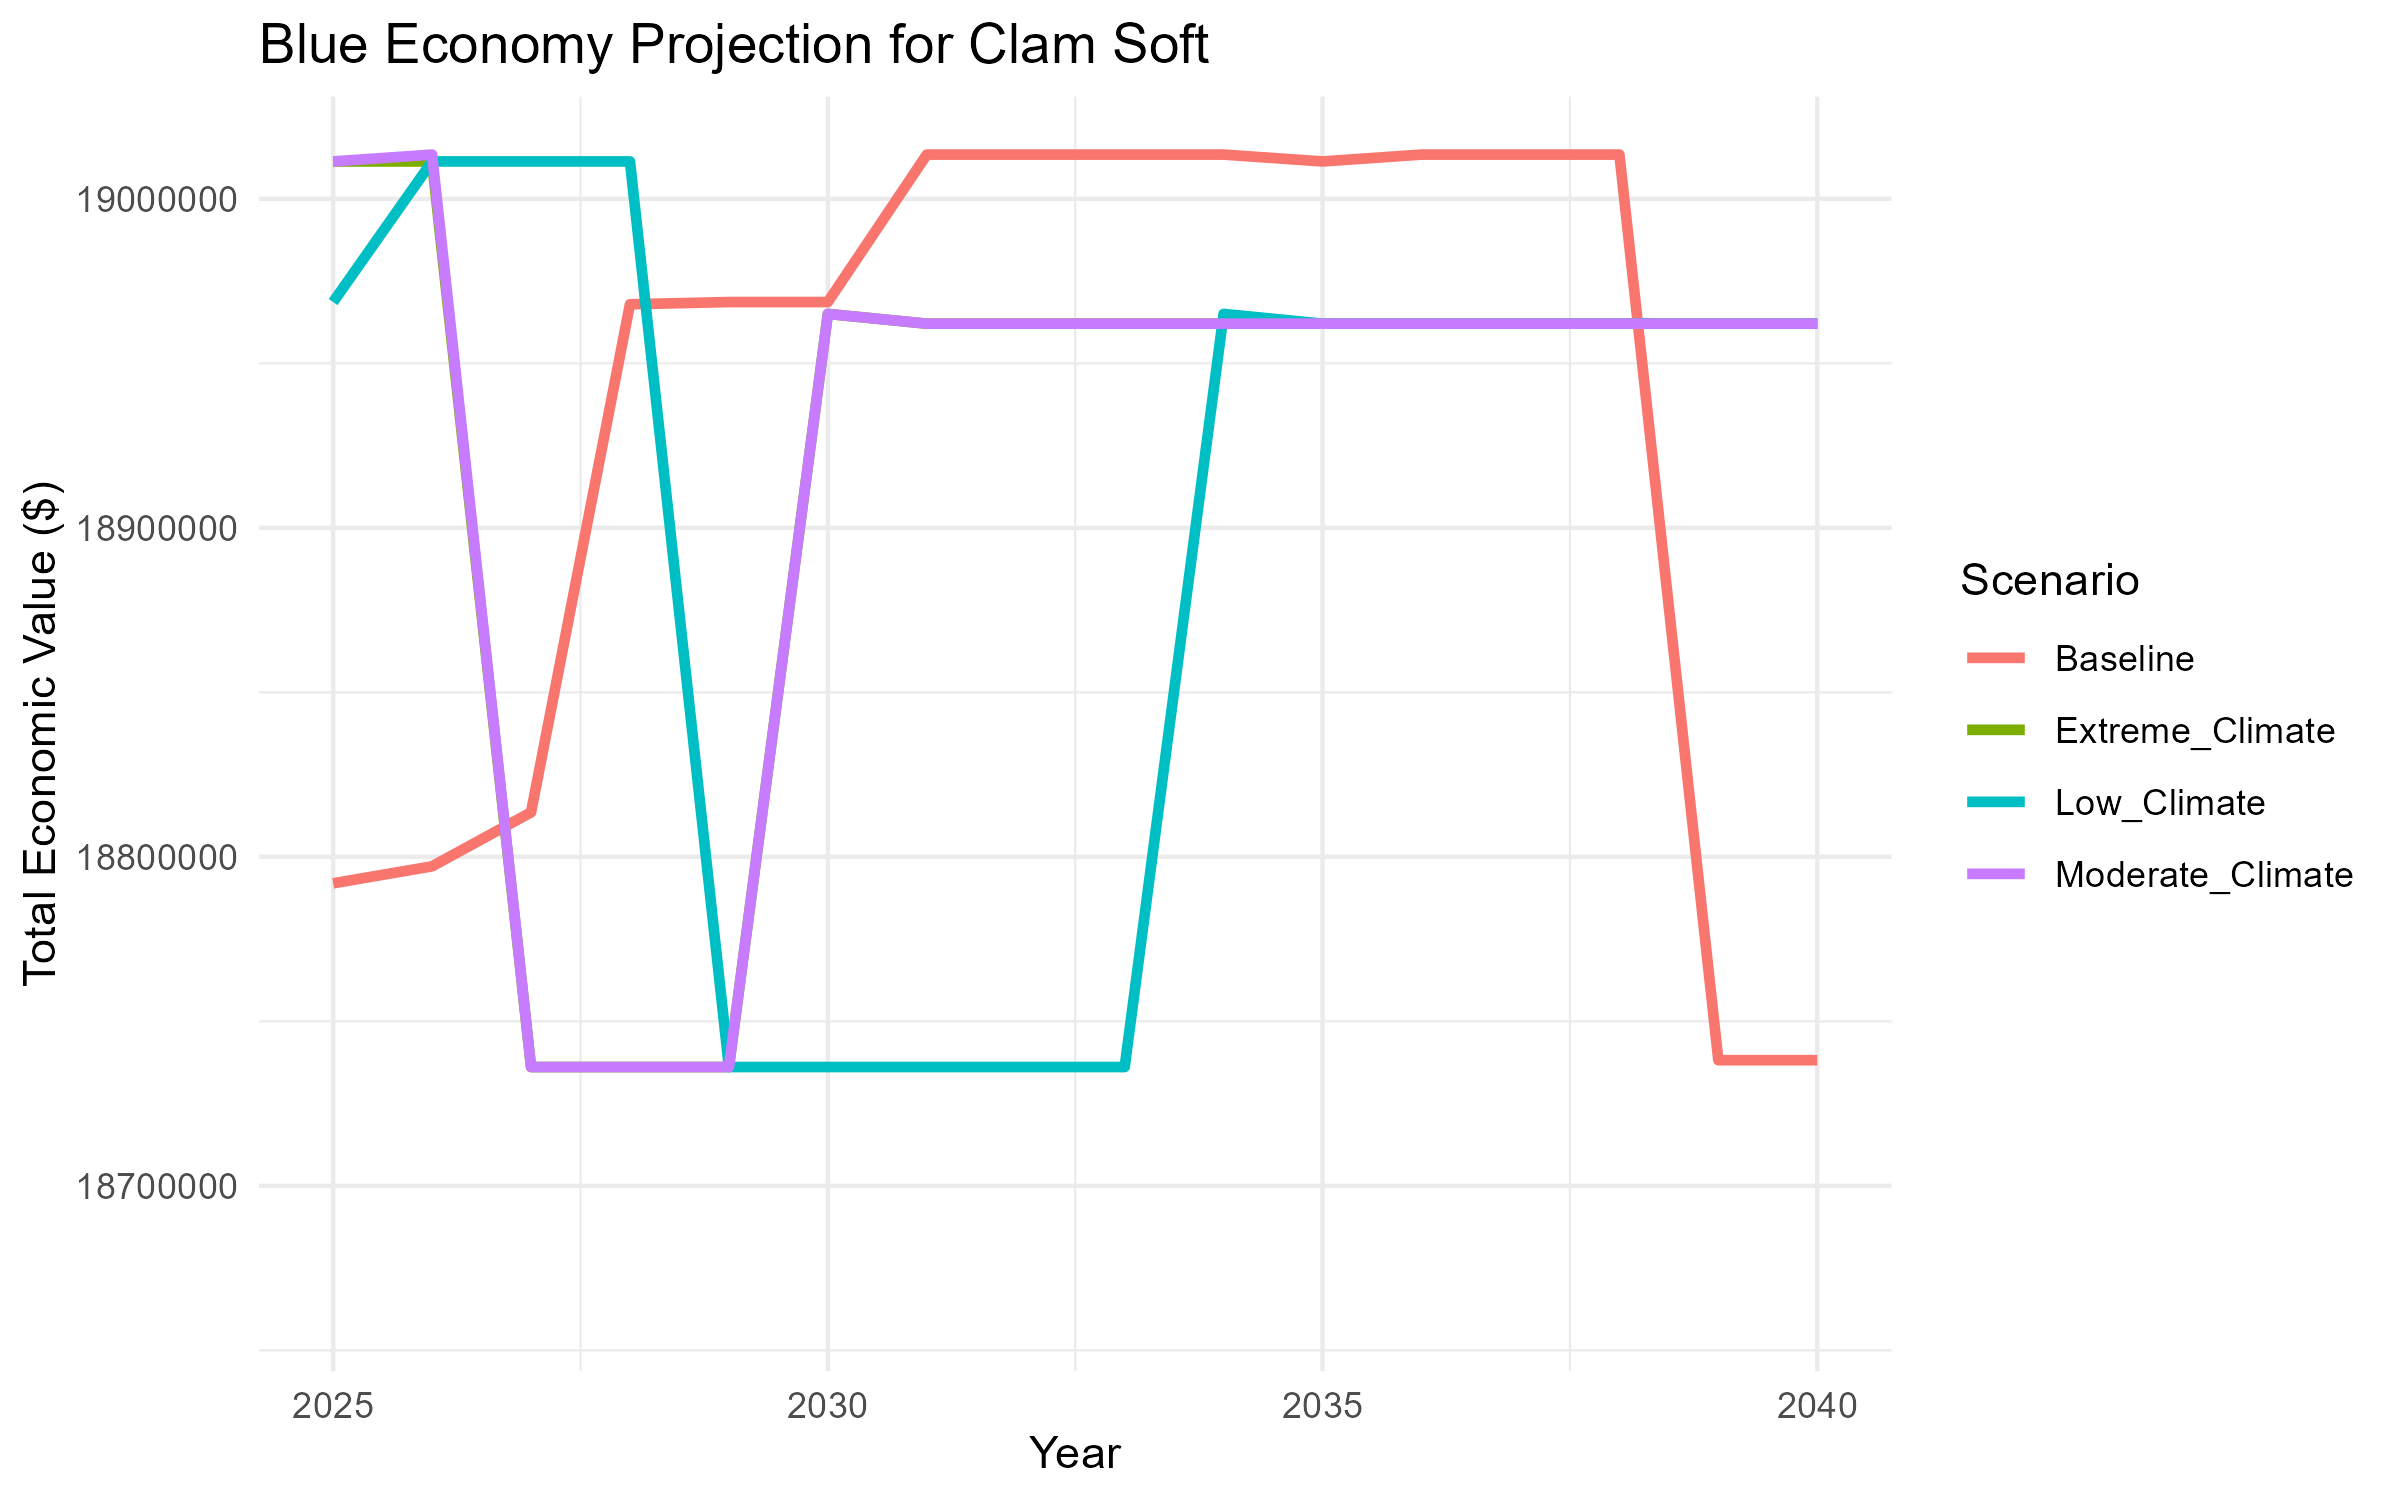 Blue Economy Projection for Clam Soft
Total Economic Value ($)
19000000
18900000
18800000
18700000
2025 2030 2035 2040
Year
Scenario
Baseline
Extreme_Climate
Low_Climate
Moderate_Climate